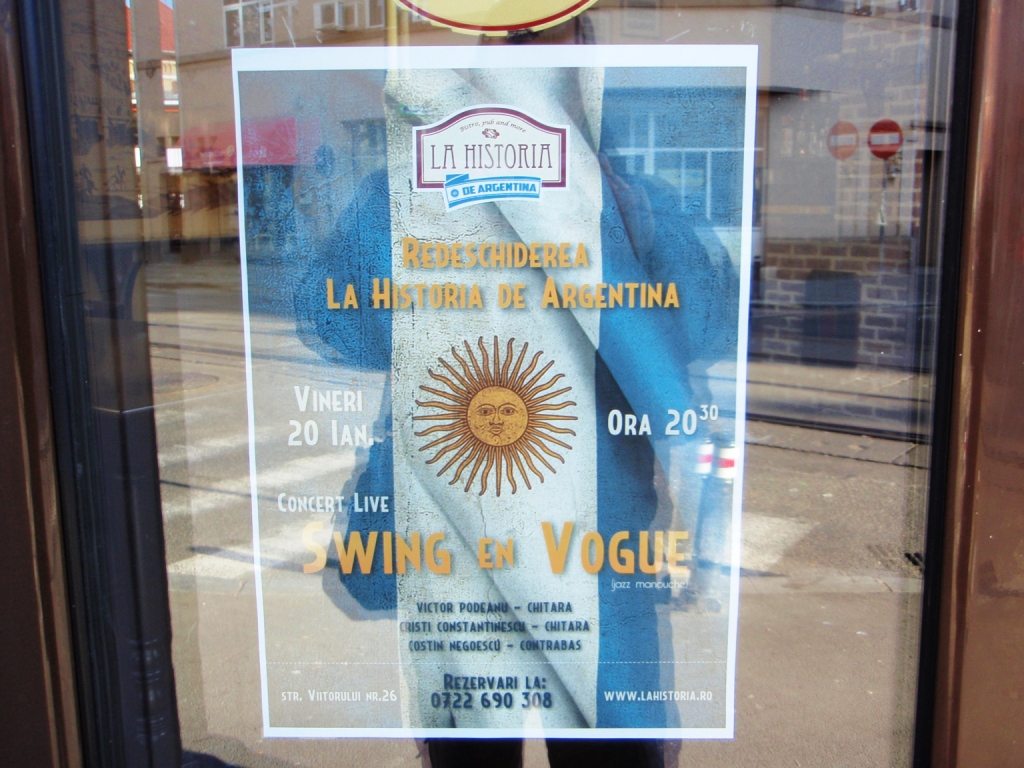 Bistro, pub and more
LA HISTORIA
DE ARGENTINA
REDESCHIDEREA
LA HISTORIA DE ARGENTINA
VINERI
20 IAN.
ORA 20 30
CONCERT LIVE
SWING EN VOGUE
(jazz manouche)
VICTOR PODEANU - CHITARA
CRISTI CONSTANTINESCU - CHITARA
COSTIN NEGOESCU - CONTRABAS
STR. VIITORULUI NR.26
REZERVARI LA:
0722 690 308
WWW.LAHISTORIA.RO